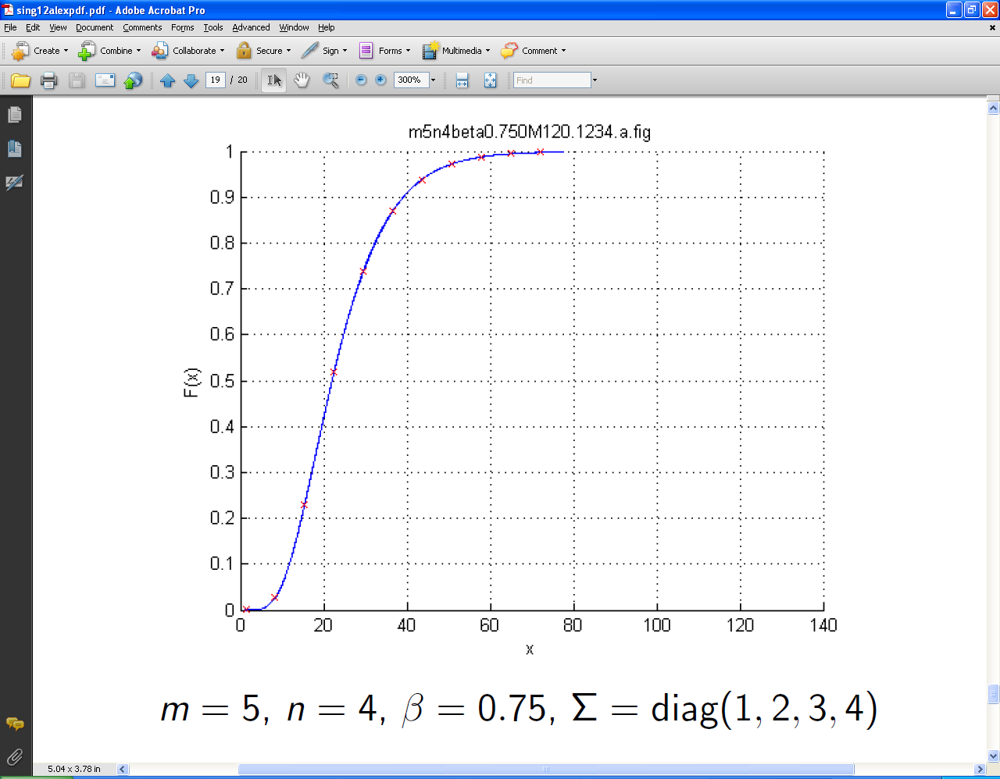 sing12alexpdf.pdf - Adobe Acrobat Pro
File Edit View Document Comments Forms Tools Advanced Window Help
Create Combine Collaborate Secure Sign Forms Multimedia Comment
19 / 20 300% Find
m5n4beta0.750M120.1234.a.fig
1
0.9
0.8
0.7
0.6
0.5
0.4
0.3
0.2
0.1
0
F(x)
0 20 40 60 80 100 120 140
x
m = 5, n = 4, β = 0.75, Σ = diag(1, 2, 3, 4)
5.04 x 3.78 in